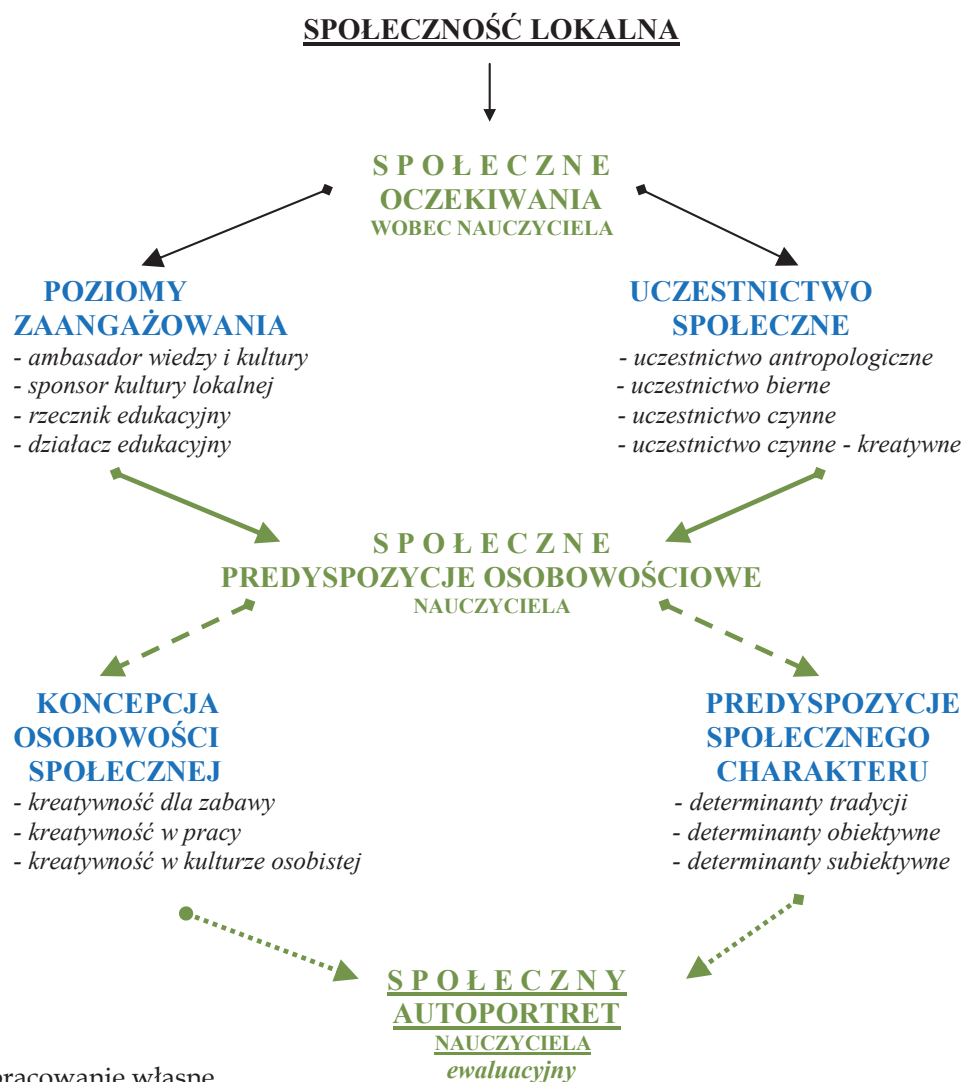 SPOŁECZNOŚĆ LOKALNA
S P O Ł E C Z N E
OCZEKIWANIA
WOBEC NAUCZYCIELA
POZIOMY
ZAANGAŻOWANIA
- ambasador wiedzy i kultury
- sponsor kultury lokalnej
- rzecznik edukacyjny
- działacz edukacyjny
UCZESTNICTWO
SPOŁECZNE
- uczestnictwo antropologiczne
- uczestnictwo bierne
- uczestnictwo czynne
- uczestnictwo czynne - kreatywne
S P O Ł E C Z N E
PREDYSPOZYCJE OSOBOWOŚCIOWE
NAUCZYCIELA
KONCEPCJA
OSOBOWOŚCI
SPOŁECZNEJ
- kreatywność dla zabawy
- kreatywność w pracy
- kreatywność w kulturze osobistej
PREDYSPOZYCJE
SPOŁECZNEGO
CHARAKTERU
- determinanty tradycji
- determinanty obiektywne
- determinanty subiektywne
S P O Ł E C Z N Y
AUTOPORTRET
NAUCZYCIELA
ewaluacyjny
własne